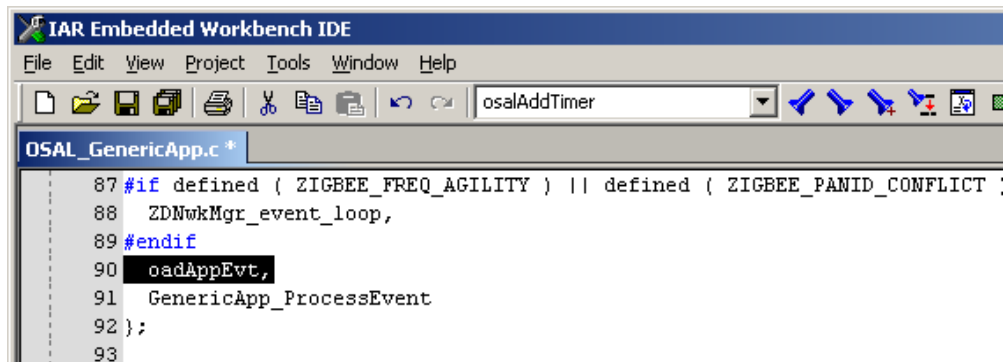 IAR Embedded Workbench IDE
File Edit View Project Tools Window Help
osalAddTimer
OSAL_GenericApp.c *
87 #if defined ( ZIGBEE_FREQ_AGILITY ) || defined ( ZIGBEE_PANID_CONFLICT )
88 ZDNwkMgr_event_loop,
89 #endif
90 oadAppEvt,
91 GenericApp_ProcessEvent
92 };
93